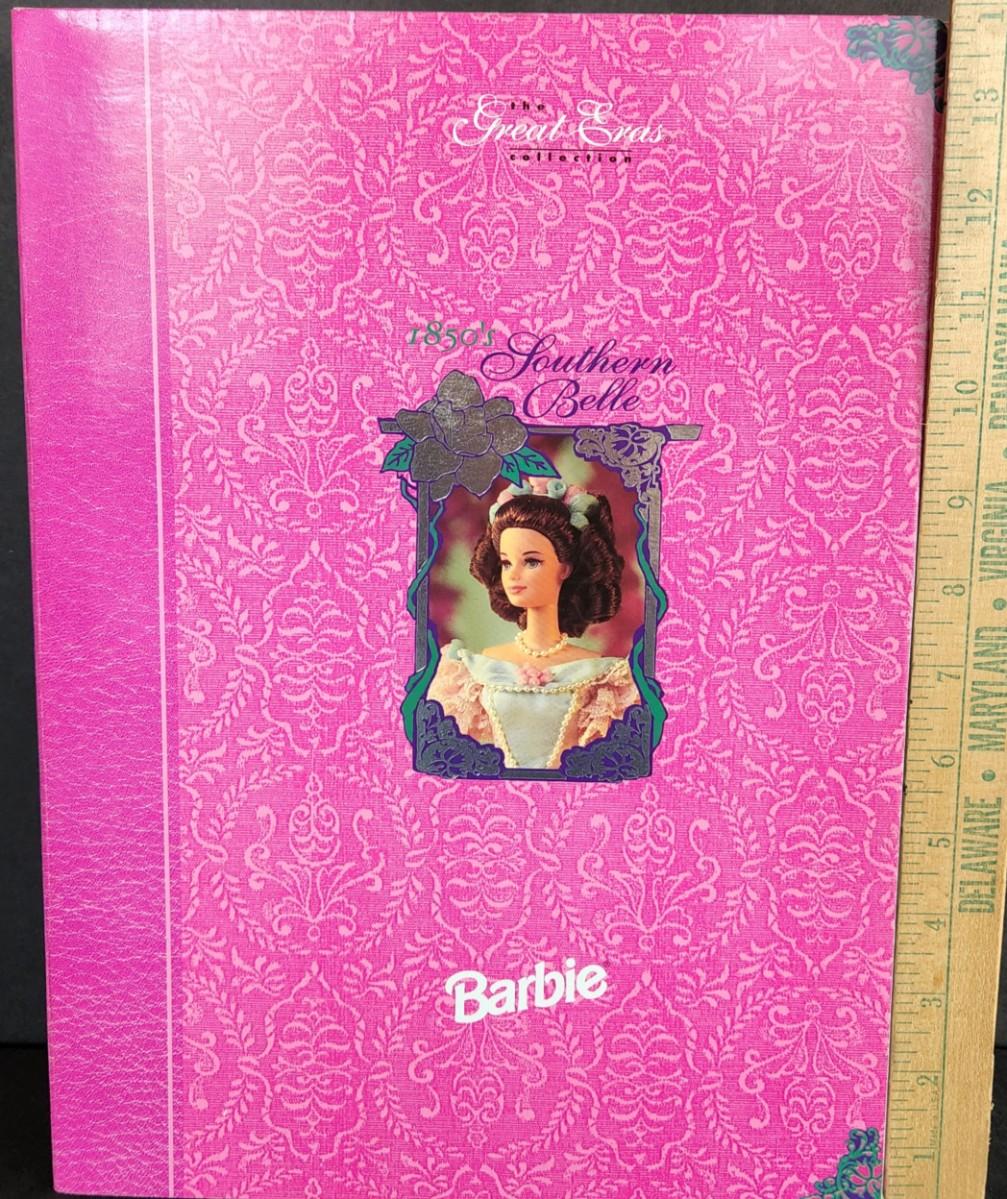 the
Great Eras®
collection
1850's
Southern
Belle
Barbie
DELAWARE • MARYLAND • VIRGINIA •
1
2
3
4
5
6
7
8
9
10
11
12
13